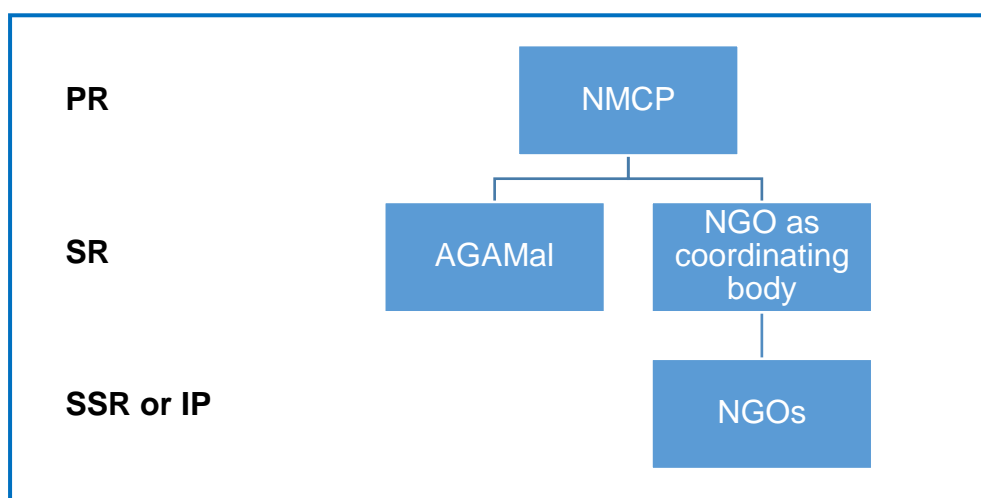 PR
NMCP
SR
AGAMal
NGO as
coordinating
body
SSR or IP
NGOs